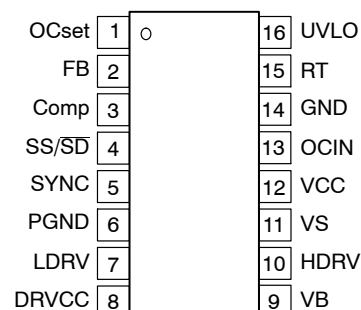 OCset 1 16 UVLO
FB 2 15 RT
Comp 3 14 GND
SS/SD 4 13 OCIN
SYNC 5 12 VCC
PGND 6 11 VS
LDRV 7 10 HDRV
DRVCC 8 9 VB